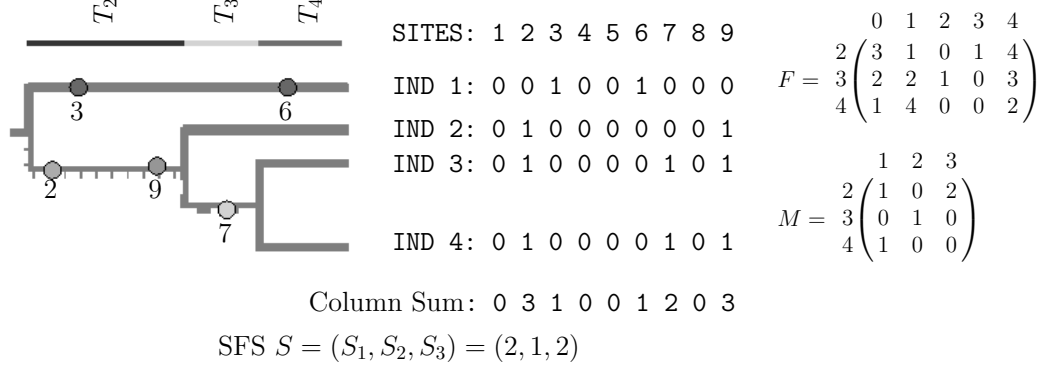 T₂ T₃ T₄
SITES: 1 2 3 4 5 6 7 8 9
IND 1: 0 0 1 0 0 1 0 0 0
IND 2: 0 1 0 0 0 0 0 0 1
IND 3: 0 1 0 0 0 0 1 0 1
IND 4: 0 1 0 0 0 0 1 0 1
Column Sum: 0 3 1 0 0 1 2 0 3
SFS S = (S₁, S₂, S₃) = (2, 1, 2)
3 6
2 9
7
0 1 2 3 4
2 3 1 0 1 4
F = 3 2 2 1 0 3
4 1 4 0 0 2
1 2 3
2 1 0 2
M = 3 0 1 0
4 1 0 0